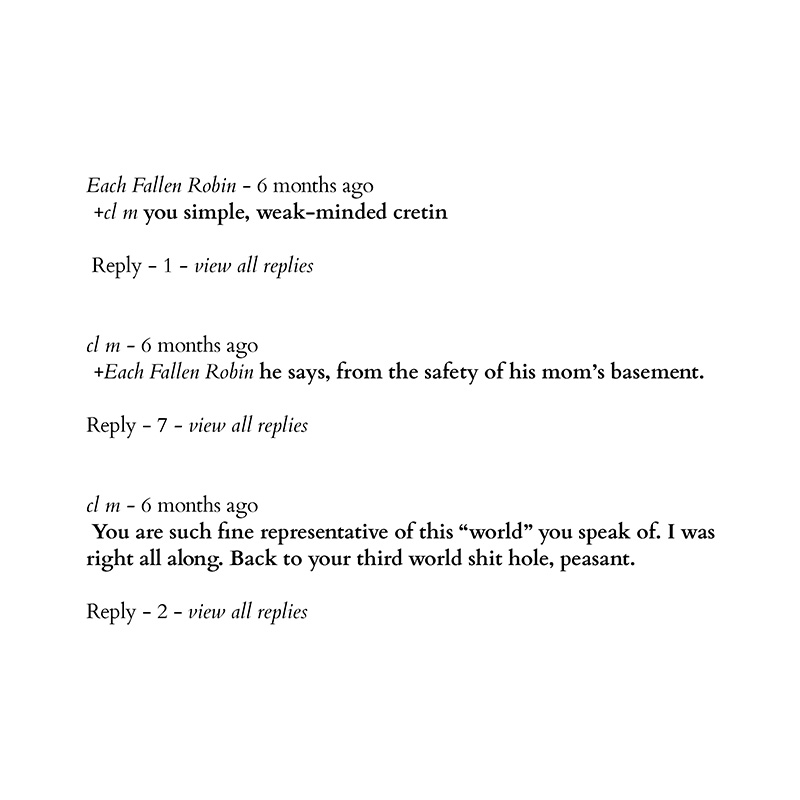 Each Fallen Robin - 6 months ago
+cl m you simple, weak-minded cretin
Reply - 1 - view all replies
cl m - 6 months ago
+Each Fallen Robin he says, from the safety of his mom’s basement.
Reply - 7 - view all replies
cl m - 6 months ago
You are such fine representative of this “world” you speak of. I was
right all along. Back to your third world shit hole, peasant.
Reply - 2 - view all replies